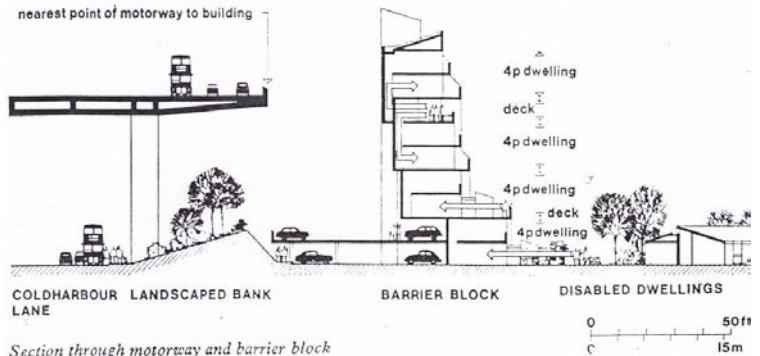 nearest point of motorway to building
4p dwelling
deck
4p dwelling
4p dwelling
deck
4p dwelling
COLDHARBOUR LANE
LANDSCAPED BANK
BARRIER BLOCK
DISABLED DWELLINGS
0 50ft
0 15m
Section through motorway and barrier block